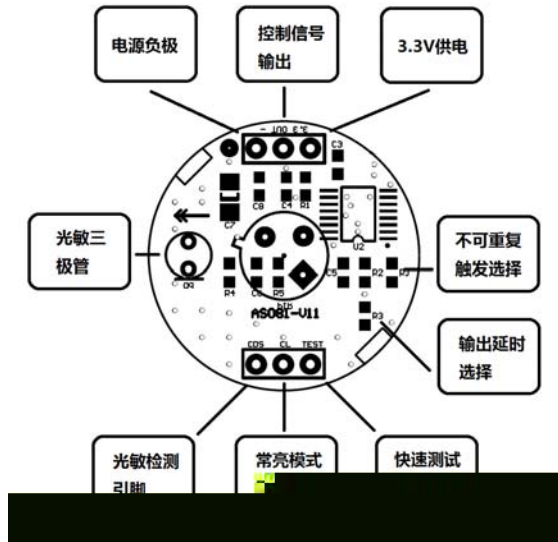 电源负极
控制信号
输出
3.3V供电
- OUT 3.3
C3
C8 C4 R1
C7
U2
光敏三
极管
不可重复
触发选择
R4 C6 R5
C5 R2
PIR
AS081-V11
R3
输出延时
选择
CDS CL TEST
光敏检测
引脚
常亮模式
快速测试